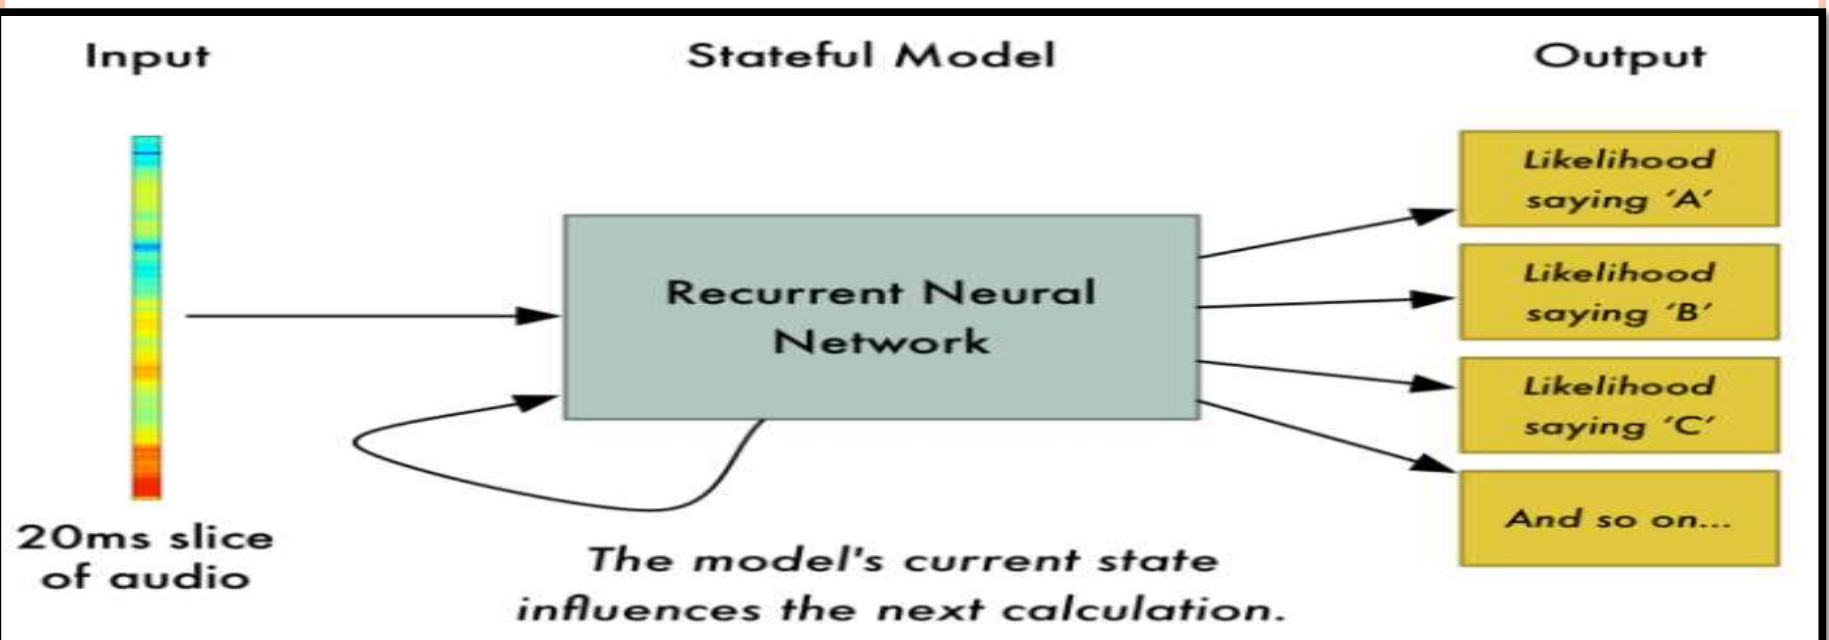 Input
Stateful Model
Output
20ms slice
of audio
Recurrent Neural
Network
The model's current state
influences the next calculation.
Likelihood
saying ‘A’
Likelihood
saying ‘B’
Likelihood
saying ‘C’
And so on...